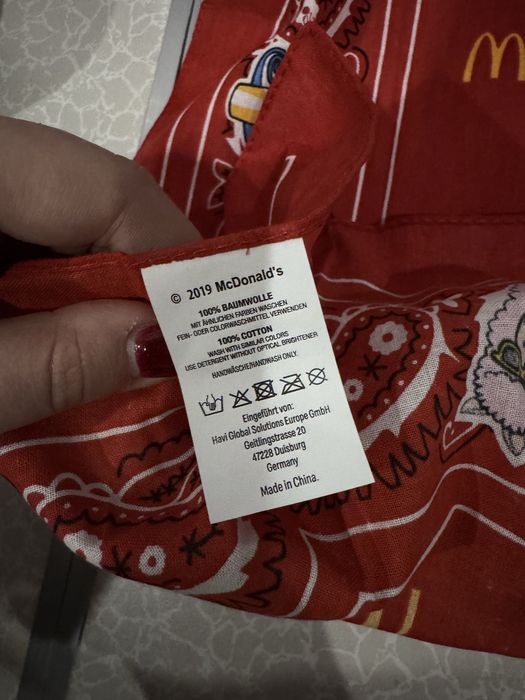 © 2019 McDonald's
100% BAUMWOLLE
MIT ÄHNLICHEN FARBEN WASCHEN
FEIN- ODER COLORWASCHMITTEL VERWENDEN
100% COTTON
WASH WITH SIMILAR COLORS
USE DETERGENT WITHOUT OPTICAL BRIGHTENER
HANDWÄSCHE/HANDWASH ONLY.
Eingeführt von:
Havi Global Solutions Europe GmbH
Geitlingstrasse 20
47228 Duisburg
Germany
Made in China.